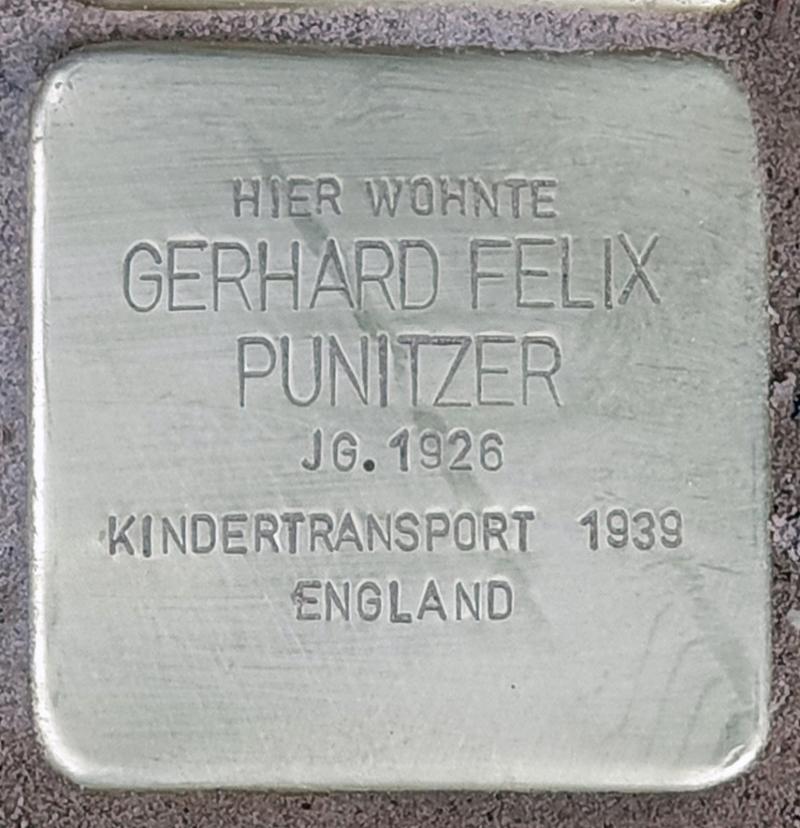 HIER WOHNTE
GERHARD FELIX
PUNITZER
JG. 1926
KINDERTRANSPORT 1939
ENGLAND